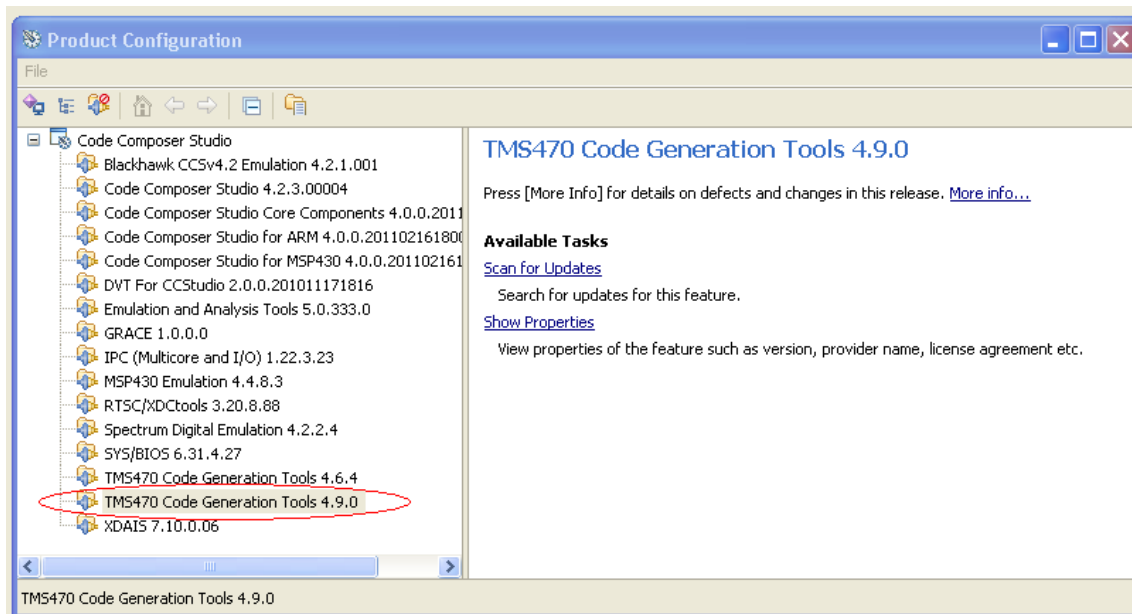 Product Configuration
File
Code Composer Studio
Blackhawk CCSv4.2 Emulation 4.2.1.001
Code Composer Studio 4.2.3.00004
Code Composer Studio Core Components 4.0.0.2011
Code Composer Studio for ARM 4.0.0.201102161800
Code Composer Studio for MSP430 4.0.0.201102161
DVT For CCStudio 2.0.0.201011171816
Emulation and Analysis Tools 5.0.333.0
GRACE 1.0.0.0
IPC (Multicore and I/O) 1.22.3.23
MSP430 Emulation 4.4.8.3
RTSC/XDCtools 3.20.8.88
Spectrum Digital Emulation 4.2.2.4
SYS/BIOS 6.31.4.27
TMS470 Code Generation Tools 4.6.4
TMS470 Code Generation Tools 4.9.0
XDAIS 7.10.0.06
TMS470 Code Generation Tools 4.9.0
Press [More Info] for details on defects and changes in this release. More info...
Available Tasks
Scan for Updates
Search for updates for this feature.
Show Properties
View properties of the feature such as version, provider name, license agreement etc.
TMS470 Code Generation Tools 4.9.0